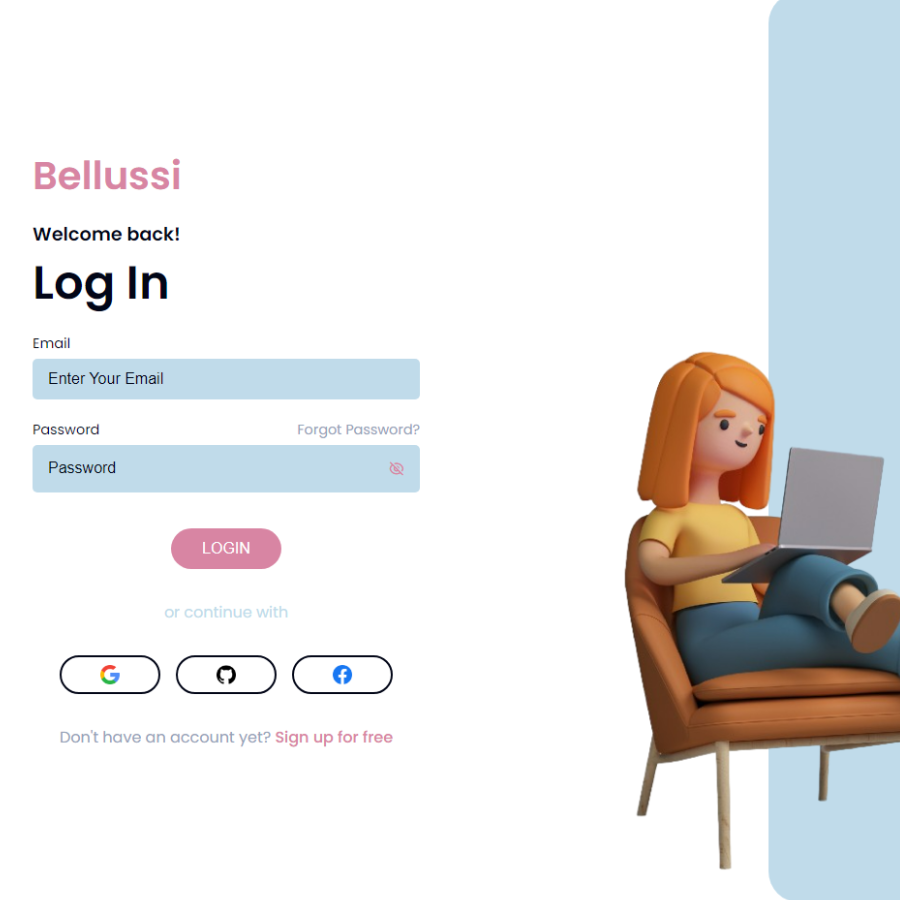 Bellussi
Welcome back!
Log In
Email
Enter Your Email
Password Forgot Password?
Password
LOGIN
or continue with
Don't have an account yet? Sign up for free